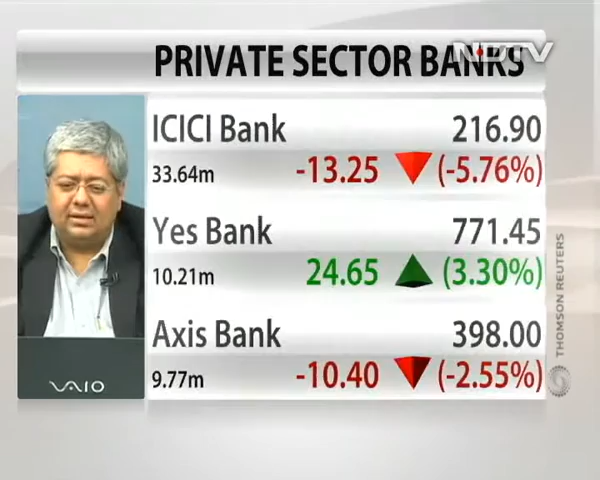 NDTV
PRIVATE SECTOR BANKS
ICICI Bank 216.90
33.64m -13.25 (-5.76%)
Yes Bank 771.45
10.21m 24.65 (3.30%)
Axis Bank 398.00
9.77m -10.40 (-2.55%)
VAIO
THOMSON REUTERS